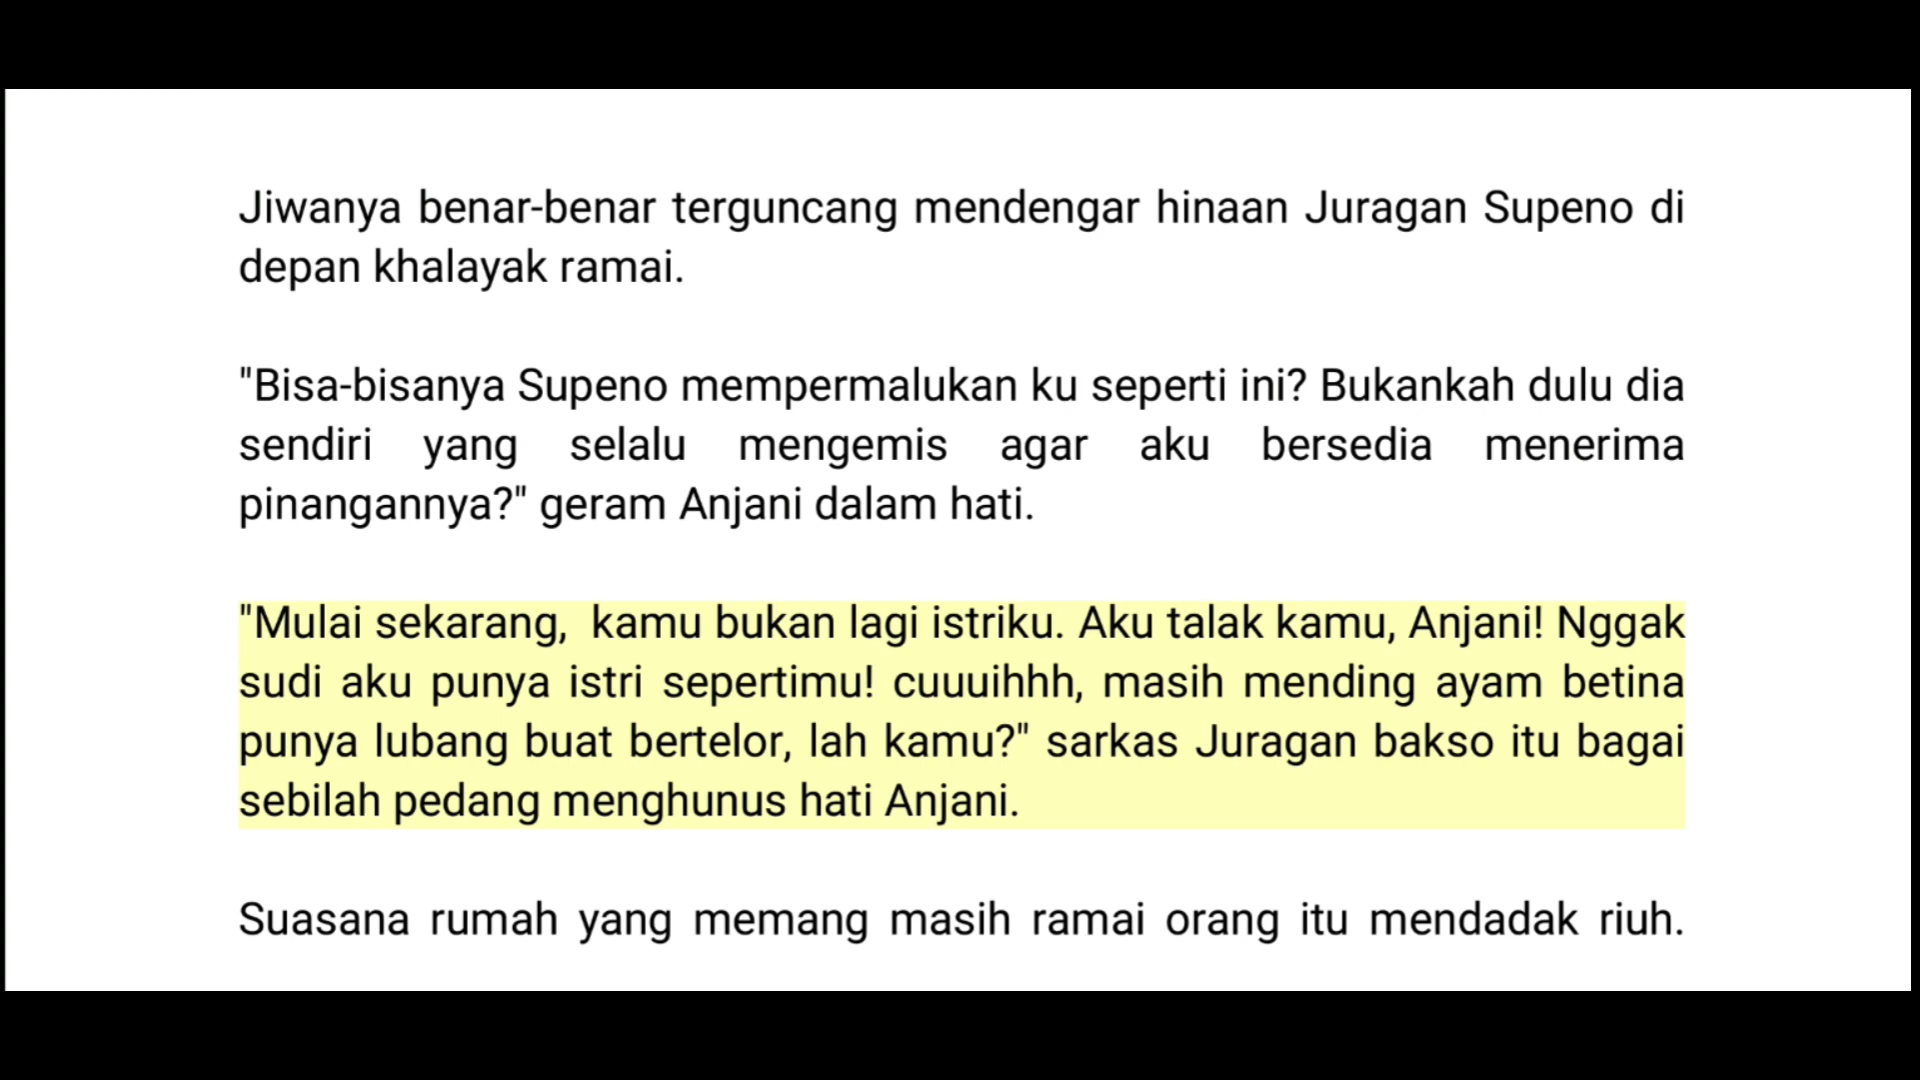 Jiwanya benar-benar terguncang mendengar hinaan Juragan Supeno di
depan khalayak ramai.
"Bisa-bisanya Supeno mempermalukan ku seperti ini? Bukankah dulu dia
sendiri yang selalu mengemis agar aku bersedia menerima
pinangannya?" geram Anjani dalam hati.
"Mulai sekarang,  kamu bukan lagi istriku. Aku talak kamu, Anjani! Nggak
sudi aku punya istri sepertimu! cuuuihhh, masih mending ayam betina
punya lubang buat bertelor, lah kamu?" sarkas Juragan bakso itu bagai
sebilah pedang menghunus hati Anjani.
Suasana rumah yang memang masih ramai orang itu mendadak riuh.